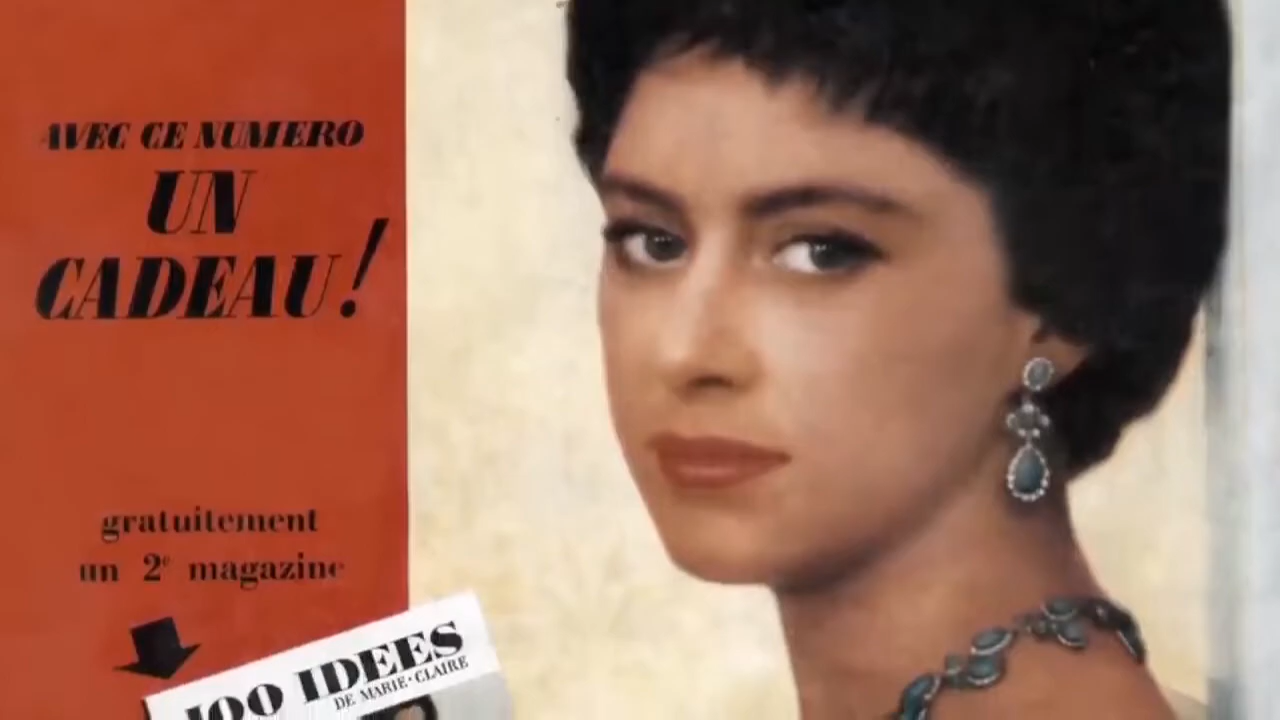 AVEC CE NUMERO
UN
CADEAU!
gratuitement
un 2e magazine
100 IDEES
DE MARIE·CLAIRE